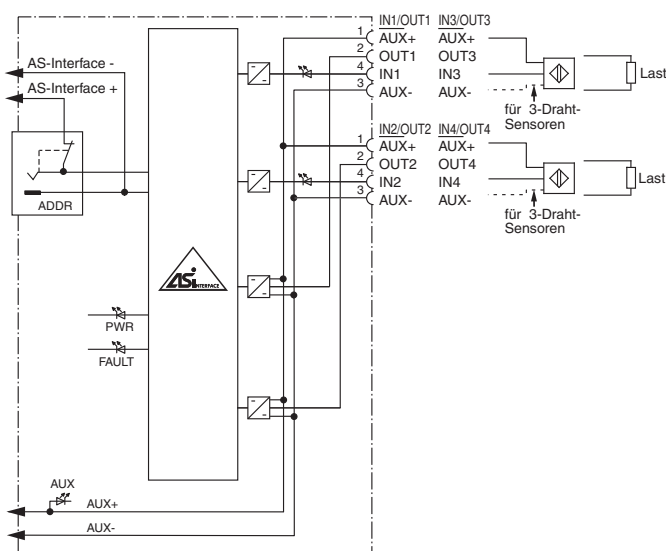 IN1/OUT1 IN3/OUT3
1 AUX+ AUX+
2 OUT1 OUT3
4 IN1 IN3
3 AUX- AUX-
Last
für 3-Draht-
Sensoren
IN2/OUT2 IN4/OUT4
1 AUX+ AUX+
2 OUT2 OUT4
4 IN2 IN4
3 AUX- AUX-
Last
für 3-Draht-
Sensoren
AS-Interface -
AS-Interface +
ADDR
ASi INTERFACE
PWR
FAULT
AUX
AUX+
AUX-